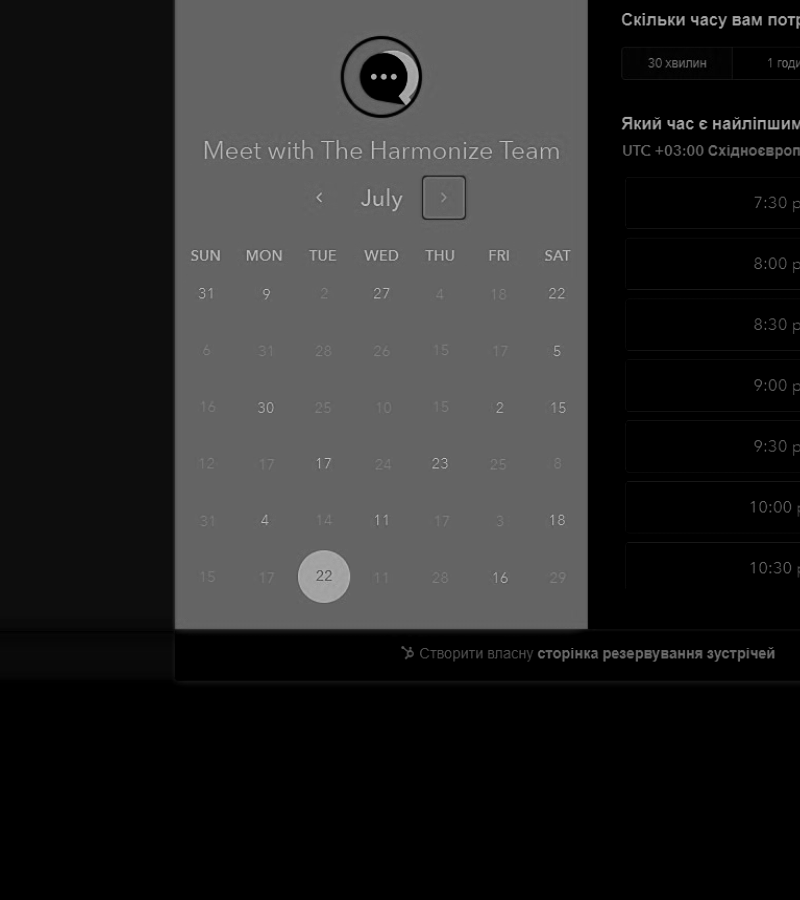 Meet with The Harmonize Team
July
SUN MON TUE WED THU FRI SAT
31 9 2 27 4 18 22
6 31 28 26 15 17 5
16 30 25 10 15 2 15
12 17 17 24 23 25 8
31 4 14 11 17 3 18
15 17 22 11 28 16 29
Скільки часу вам
30 хвилин 1
Який час є найліпшим
UTC +03:00
7:30
8:00
8:30
9:00
9:30
10:00
10:30
Створити власну сторінка резервування зустрічей